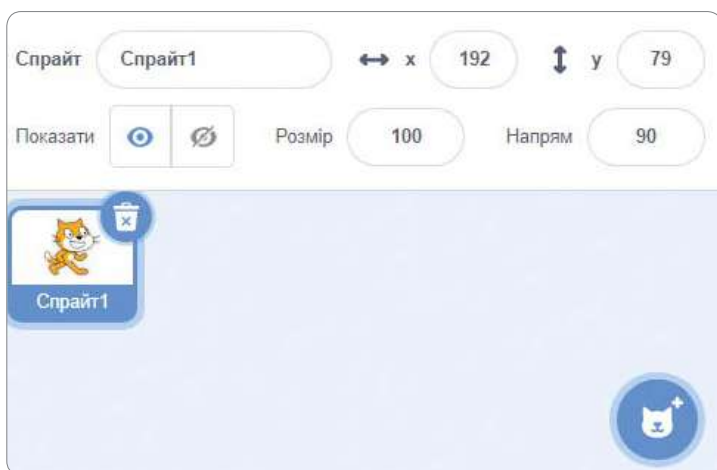 Спрайт Спрайт1 x 192 y 79
Показати Розмір 100 Напрям 90
Спрайт1